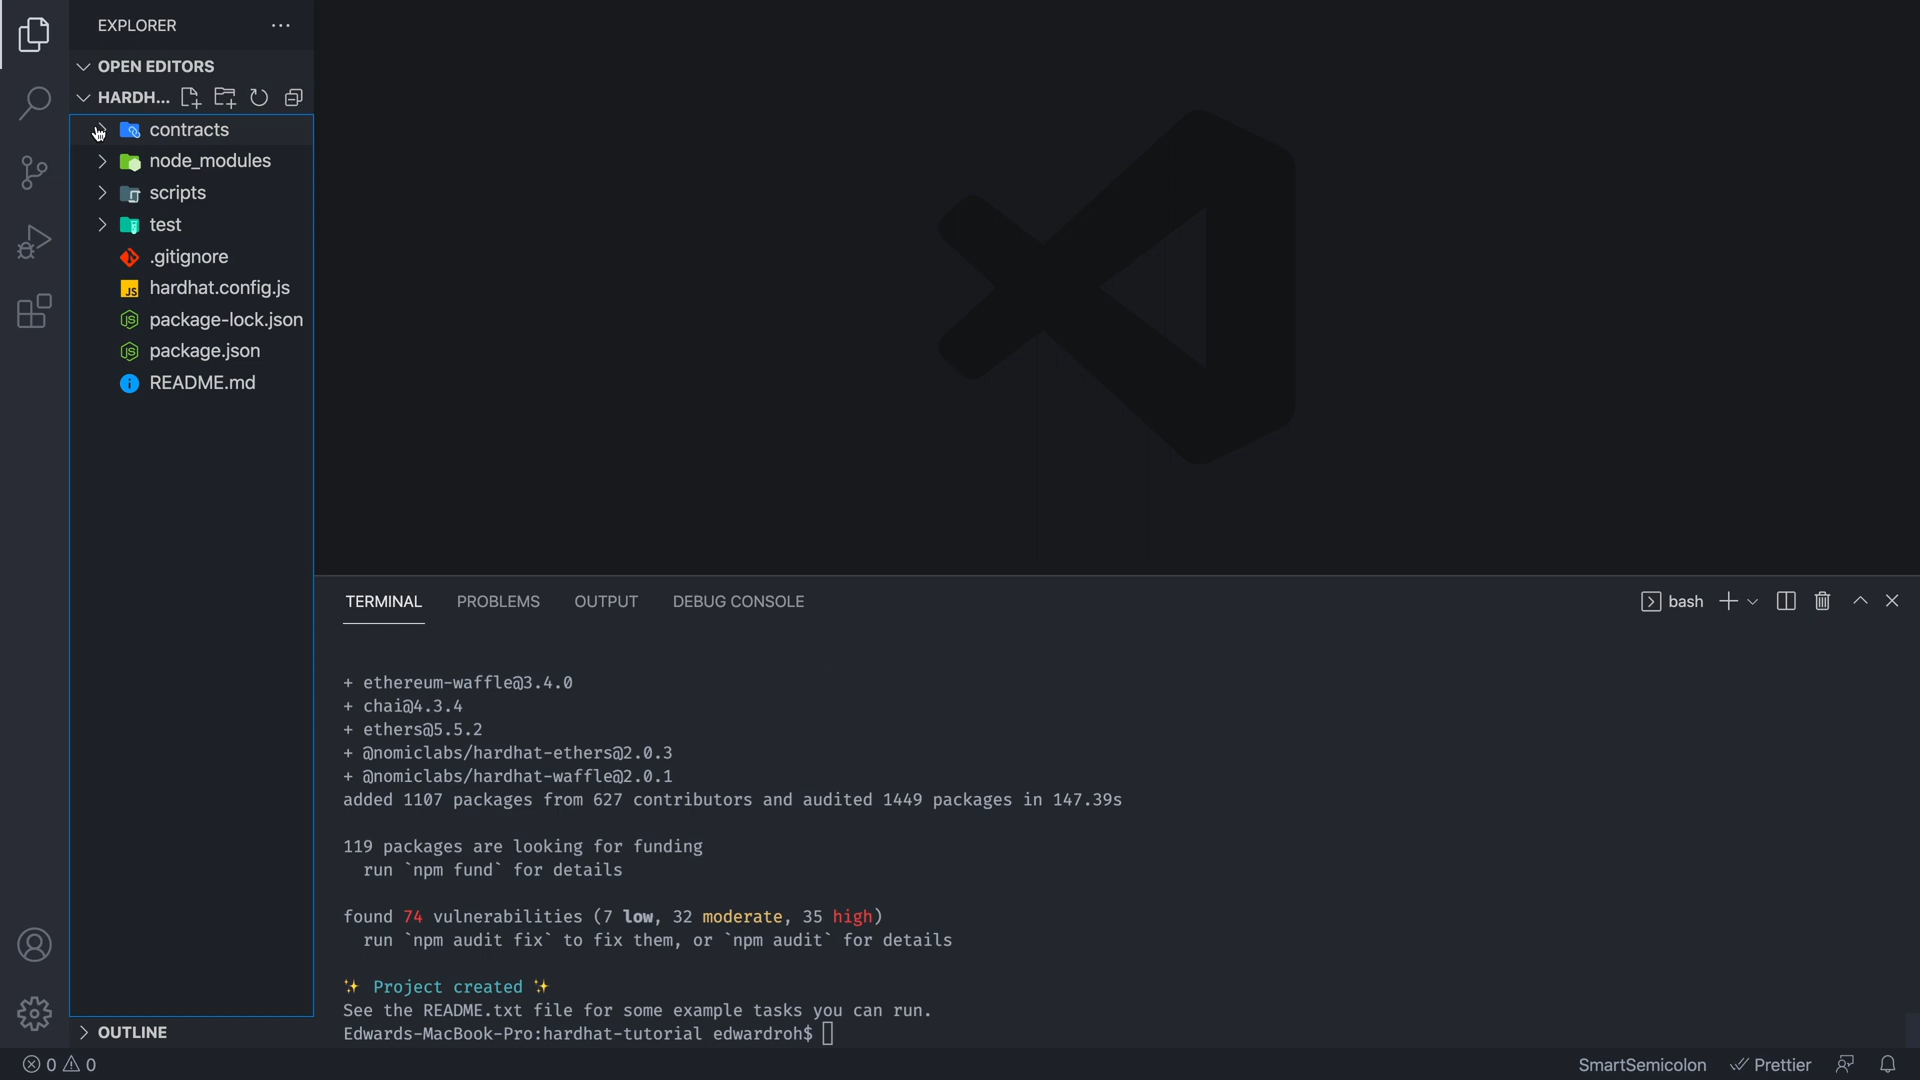 EXPLORER
OPEN EDITORS
HARDH...
contracts
node_modules
scripts
test
.gitignore
hardhat.config.js
package-lock.json
package.json
README.md
OUTLINE
TERMINAL PROBLEMS OUTPUT DEBUG CONSOLE
bash
+ ethereum-waffle@3.4.0
+ chai@4.3.4
+ ethers@5.5.2
+ @nomiclabs/hardhat-ethers@2.0.3
+ @nomiclabs/hardhat-waffle@2.0.1
added 1107 packages from 627 contributors and audited 1449 packages in 147.39s
119 packages are looking for funding
run `npm fund` for details
found 74 vulnerabilities (7 low, 32 moderate, 35 high)
run `npm audit fix` to fix them, or `npm audit` for details
✨ Project created ✨
See the README.txt file for some example tasks you can run.
Edwards-MacBook-Pro:hardhat-tutorial edwardroh$
0 0
SmartSemicolon Prettier